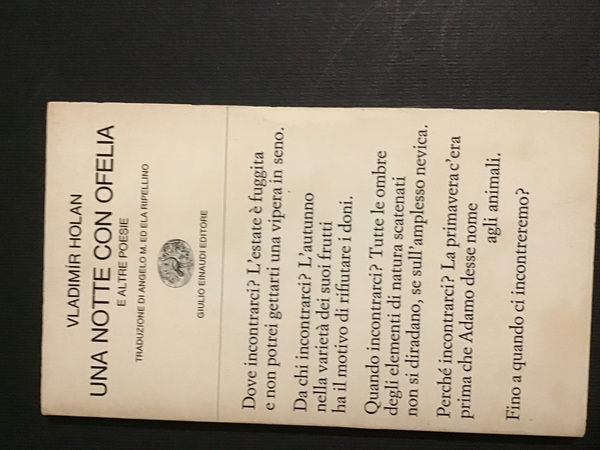 VLADIMÍR HOLAN
UNA NOTTE CON OFELIA
E ALTRE POESIE
TRADUZIONE DI ANGELO M. ED ELA RIPELLINO
GIULIO EINAUDI EDITORE
Dove incontrarci? L'estate è fuggita
e non potrei gettarti una vipera in seno.
Da chi incontrarci? L'autunno
nella varietà dei suoi frutti
ha il motivo di rifiutare i doni.
Quando incontrarci? Tutte le ombre
degli elementi di natura scatenati
non si diradano, se sull'amplesso nevica.
Perché incontrarci? La primavera c'era
prima che Adamo desse nome
agli animali.
Fino a quando ci incontreremo?